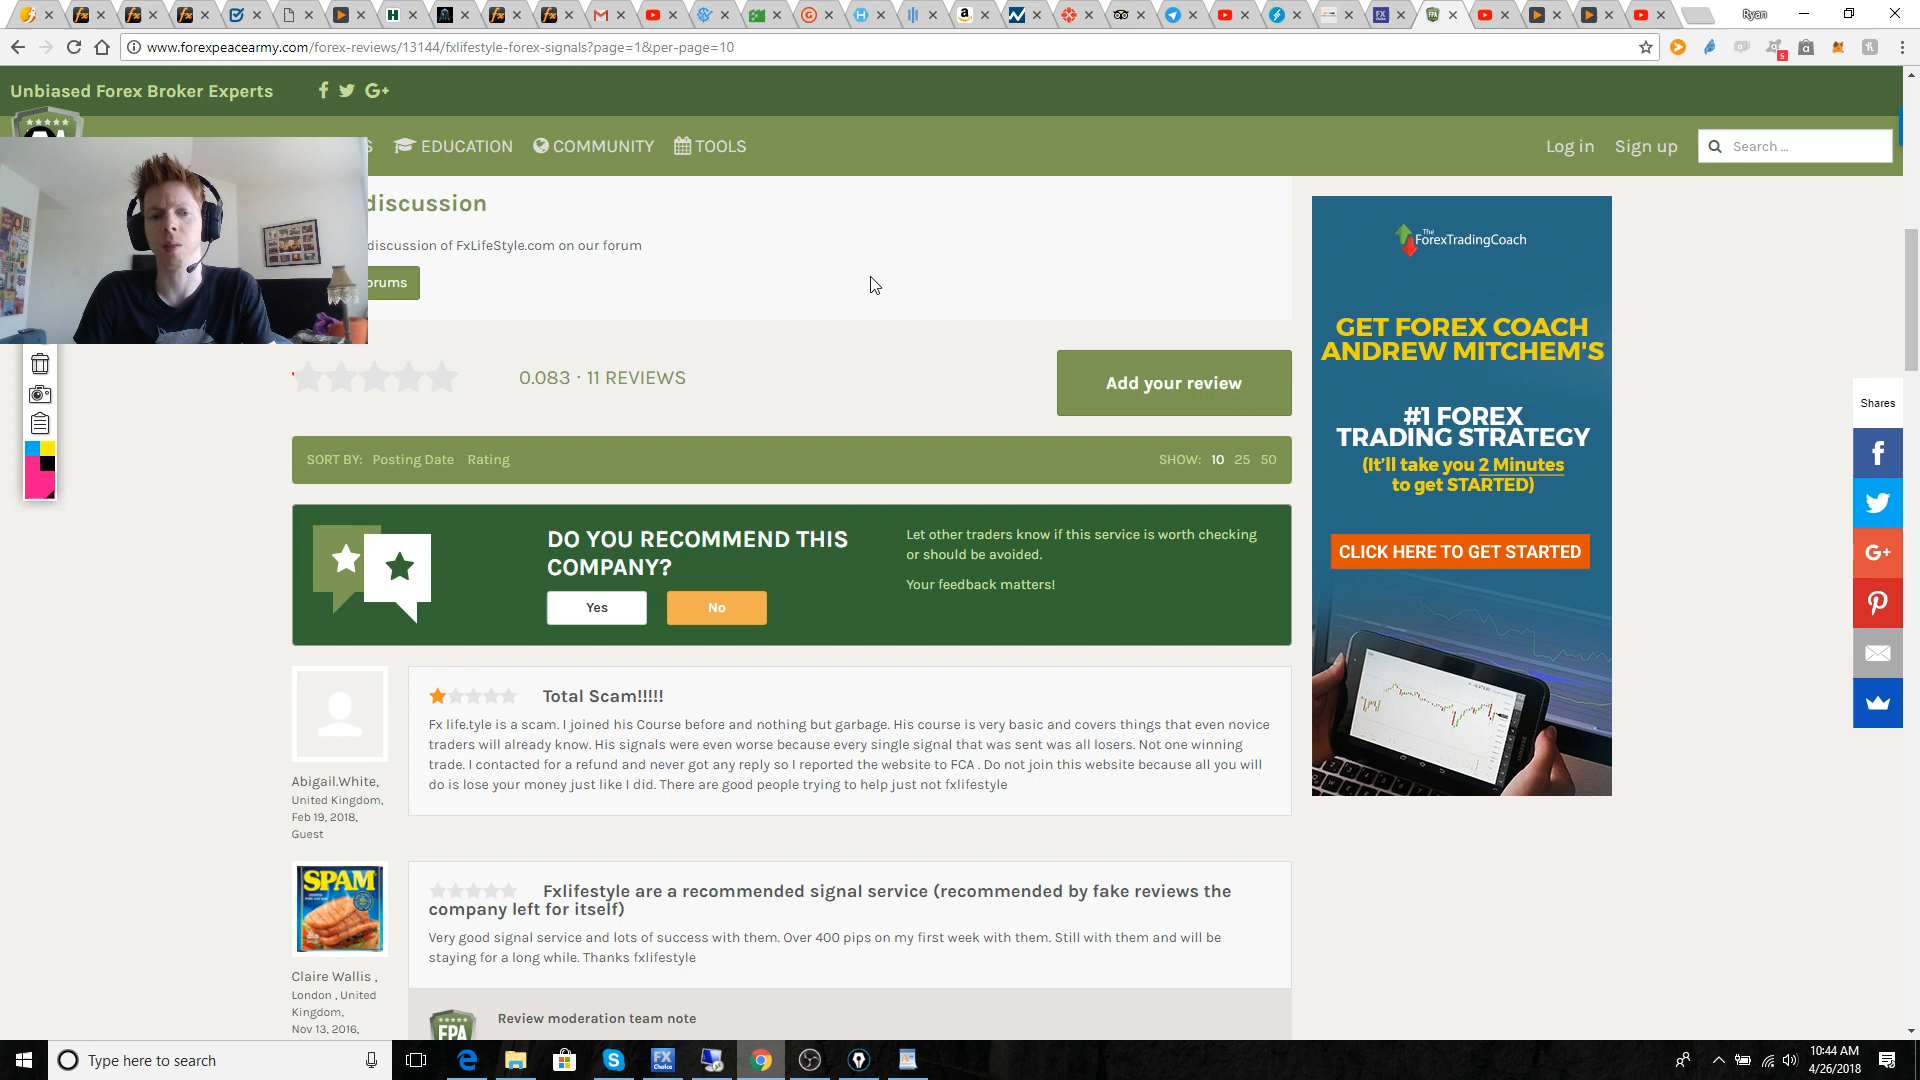 Ryan
www.forexpeacearmy.com/forex-reviews/13144/fxlifestyle-forex-signals?page=1&per-page=10
5
Unbiased Forex Broker Experts
G+
S EDUCATION COMMUNITY TOOLS
Log in Sign up Search ...
discussion
discussion of FxLifeStyle.com on our forum
orums
0.083 · 11 REVIEWS
Add your review
SORT BY: Posting Date Rating
SHOW: 10 25 50
DO YOU RECOMMEND THIS
COMPANY?
Yes
No
Let other traders know if this service is worth checking
or should be avoided.
Your feedback matters!
Total Scam!!!!!
Fx life.tyle is a scam. I joined his Course before and nothing but garbage. His course is very basic and covers things that even novice
traders will already know. His signals were even worse because every single signal that was sent was all losers. Not one winning
trade. I contacted for a refund and never got any reply so I reported the website to FCA . Do not join this website because all you will
do is lose your money just like I did. There are good people trying to help just not fxlifestyle
Abigail.White,
United Kingdom,
Feb 19, 2018,
Guest
SPAM
Fxlifestyle are a recommended signal service (recommended by fake reviews the
company left for itself)
Very good signal service and lots of success with them. Over 400 pips on my first week with them. Still with them and will be
staying for a long while. Thanks fxlifestyle
Claire Wallis ,
London , United
Kingdom,
Nov 13, 2016,
FPA
Review moderation team note
The
ForexTradingCoach
GET FOREX COACH
ANDREW MITCHEM'S
#1 FOREX
TRADING STRATEGY
(It'll take you 2 Minutes
to get STARTED)
CLICK HERE TO GET STARTED
Shares
G+
Type here to search
FX
Choice
10:44 AM
4/26/2018